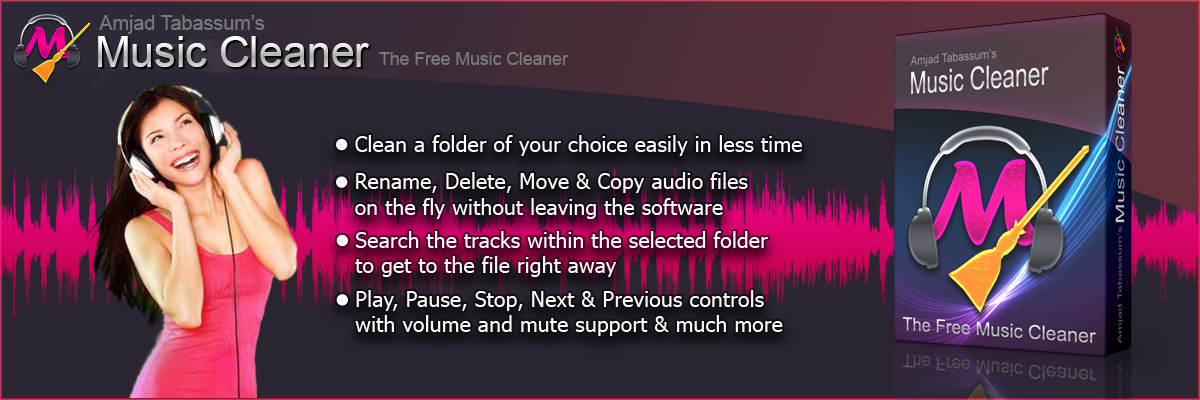 Amjad Tabassum's
Music Cleaner The Free Music Cleaner
• Clean a folder of your choice easily in less time
• Rename, Delete, Move & Copy audio files
on the fly without leaving the software
• Search the tracks within the selected folder
to get to the file right away
• Play, Pause, Stop, Next & Previous controls
with volume and mute support & much more
Amjad Tabassum's
Music Cleaner
M
The Free Music Cleaner
Amjad Tabassum's Music Cleaner
M